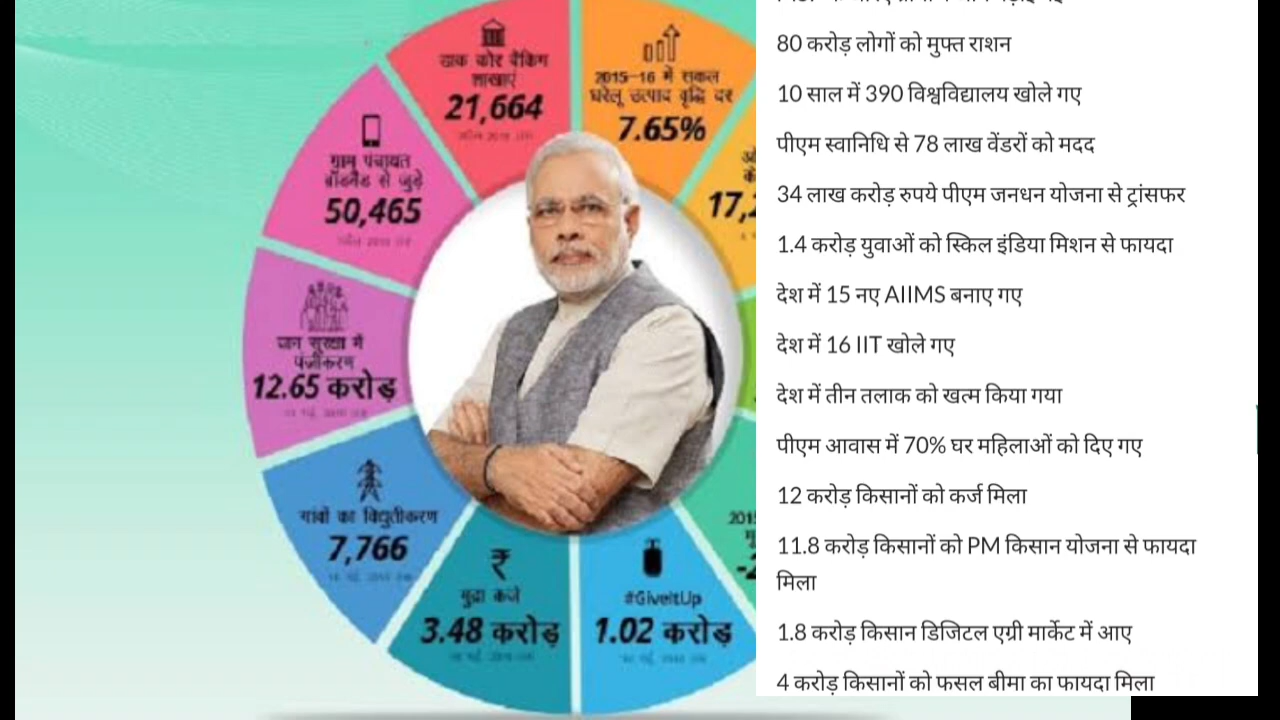 डाक कोर बैंकिंग
शाखाएं
21,664
2015-16 में सकल
घरेलू उत्पाद वृद्धि दर
7.65%
ग्राम पंचायत
ब्रॉडबैंड से जुड़े
50,465
17,2
जन सुरक्षा में
पंजीकरण
12.65 करोड़
गांवों का विद्युतीकरण
7,766
₹
मुद्रा कर्ज
3.48 करोड़
#GiveItUp
1.02 करोड़
80 करोड़ लोगों को मुफ्त राशन
10 साल में 390 विश्वविद्यालय खोले गए
पीएम स्वानिधि से 78 लाख वेंडरों को मदद
34 लाख करोड़ रुपये पीएम जनधन योजना से ट्रांसफर
1.4 करोड़ युवाओं को स्किल इंडिया मिशन से फायदा
देश में 15 नए AIIMS बनाए गए
देश में 16 IIT खोले गए
देश में तीन तलाक को खत्म किया गया
पीएम आवास में 70% घर महिलाओं को दिए गए
12 करोड़ किसानों को कर्ज मिला
11.8 करोड़ किसानों को PM किसान योजना से फायदा
मिला
1.8 करोड़ किसान डिजिटल एग्री मार्केट में आए
4 करोड़ किसानों को फसल बीमा का फायदा मिला